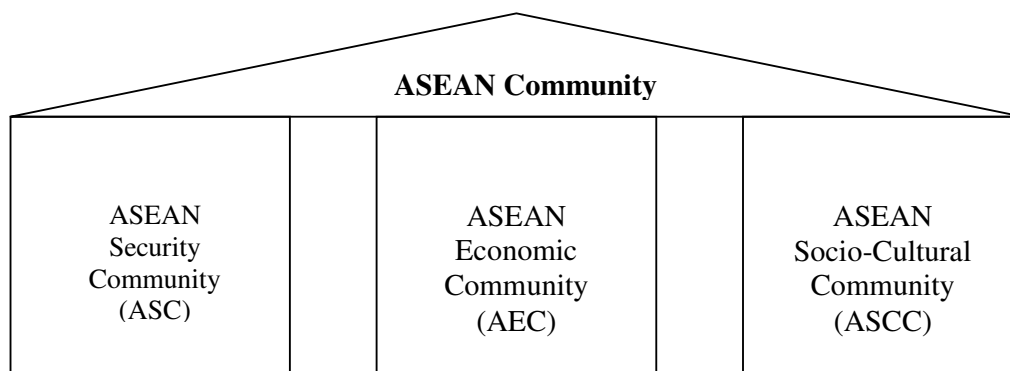 ASEAN Community
ASEAN
Security
Community
(ASC)
ASEAN
Economic
Community
(AEC)
ASEAN
Socio-Cultural
Community
(ASCC)